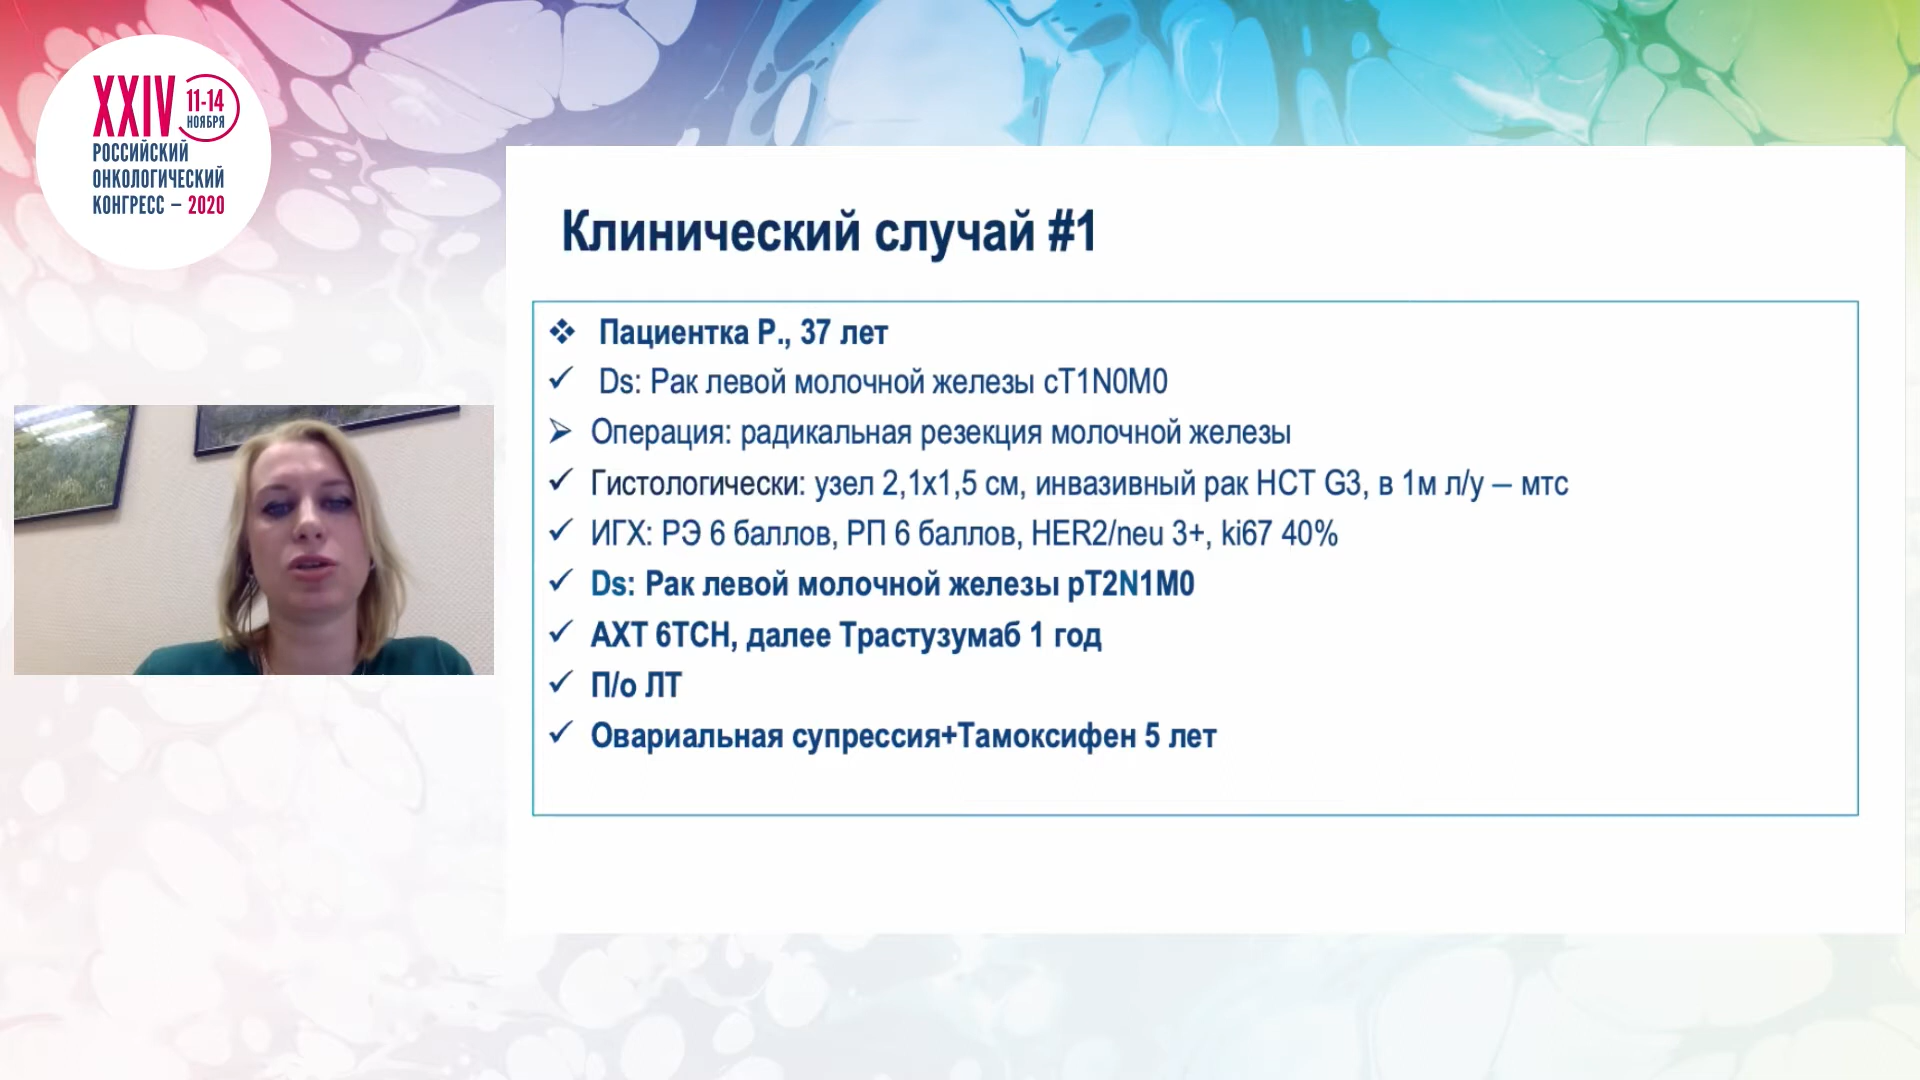 XXIV 11-14
НОЯБРЯ
РОССИЙСКИЙ
ОНКОЛОГИЧЕСКИЙ
КОНГРЕСС – 2020
Клинический случай #1
Пациентка Р., 37 лет
Ds: Рак левой молочной железы cT1N0M0
Операция: радикальная резекция молочной железы
Гистологически: узел 2,1х1,5 см, инвазивный рак НСТ G3, в 1м л/у – мтс
ИГХ: РЭ 6 баллов, РП 6 баллов, HER2/neu 3+, ki67 40%
Ds: Рак левой молочной железы pT2N1M0
АХТ 6ТСН, далее Трастузумаб 1 год
П/о ЛТ
Овариальная супрессия+Тамоксифен 5 лет